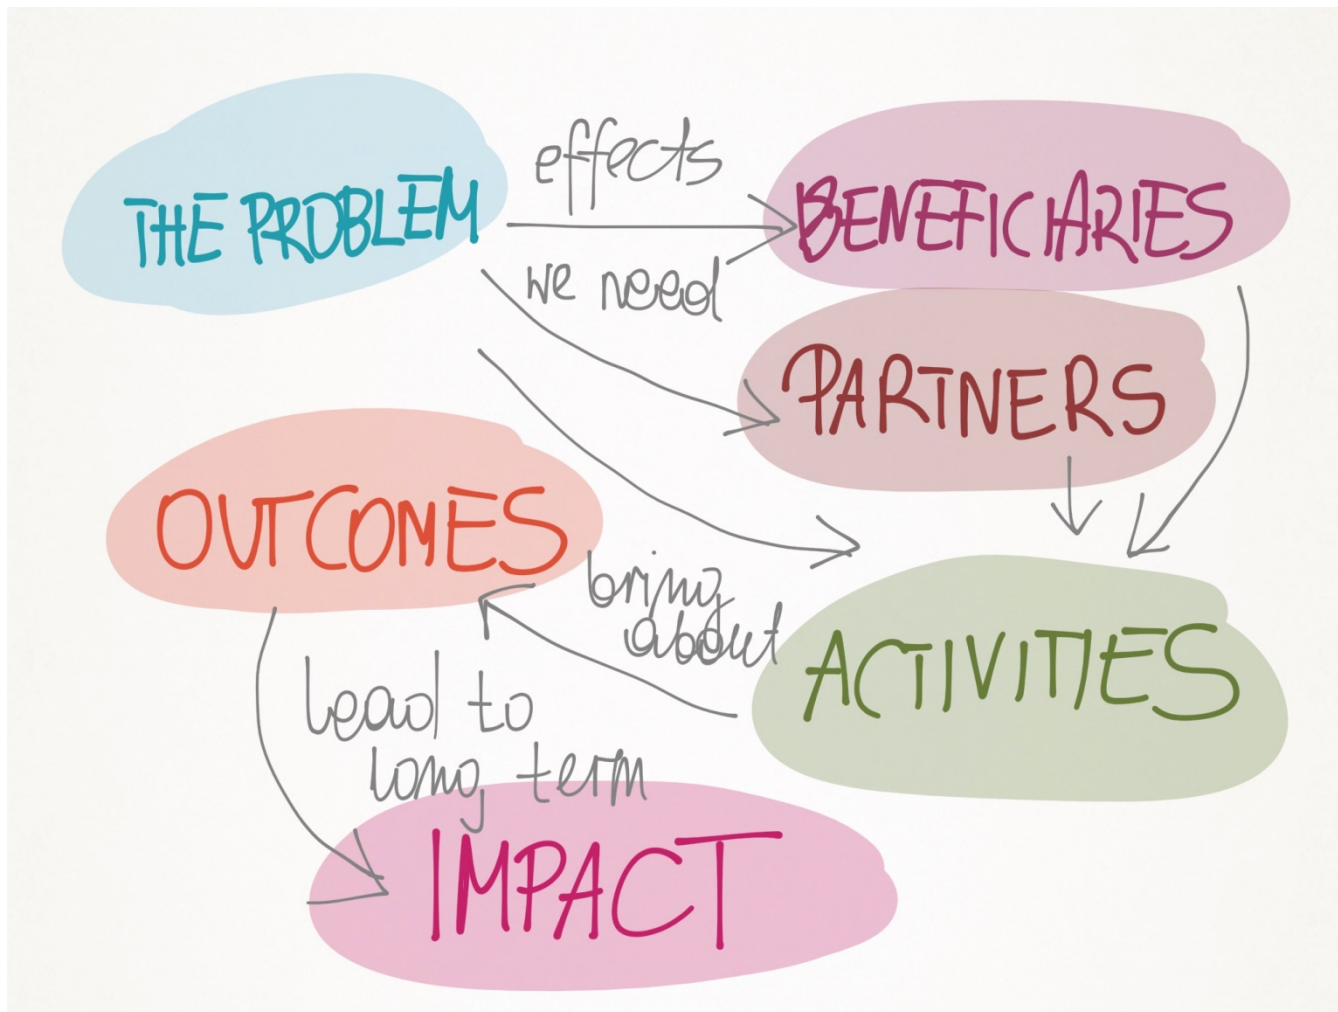 THE PROBLEM
effects
BENEFICIARIES
we need
PARTNERS
OUTCOMES
bring
about
ACTIVITIES
Lead to
long term
IMPACT